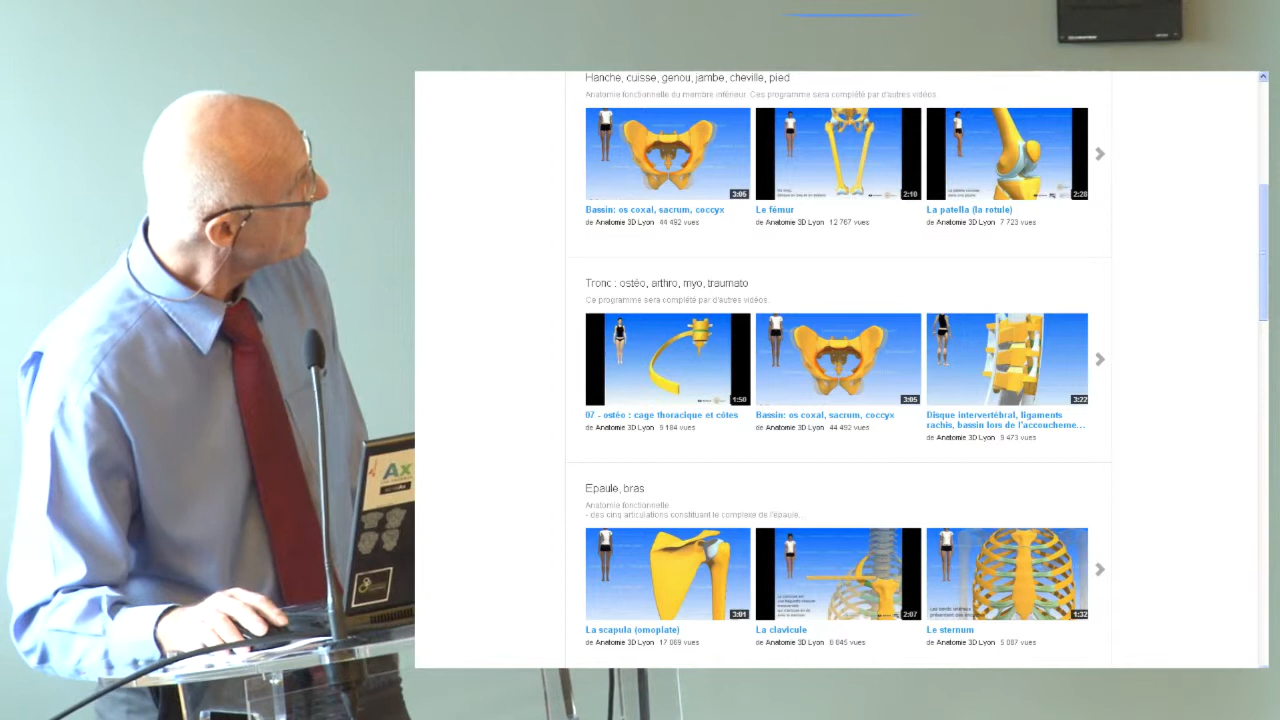 Hanche, cuisse, genou, jambe, cheville, pied
Anatomie fonctionnelle du membre inférieur. Ces programme sera complété par d'autres vidéos.
3:05
2:10
2:28
Bassin: os coxal, sacrum, coccyx
Le fémur
La patella (la rotule)
de Anatomie 3D Lyon 44 492 vues
de Anatomie 3D Lyon 12 767 vues
de Anatomie 3D Lyon 7 723 vues
Tronc : ostéo, arthro, myo, traumato
Ce programme sera complété par d'autres vidéos.
1:50
3:05
3:22
07 - ostéo : cage thoracique et côtes
Bassin: os coxal, sacrum, coccyx
Disque intervertébral, ligaments
rachis, bassin lors de l'accoucheme...
de Anatomie 3D Lyon 9 184 vues
de Anatomie 3D Lyon 44 492 vues
de Anatomie 3D Lyon 9 473 vues
Epaule, bras
Anatomie fonctionnelle
- des cinq articulations constituant le complexe de l'épaule...
3:01
2:07
1:32
La scapula (omoplate)
La clavicule
Le sternum
de Anatomie 3D Lyon 17 069 vues
de Anatomie 3D Lyon 8 845 vues
de Anatomie 3D Lyon 5 087 vues
Ax